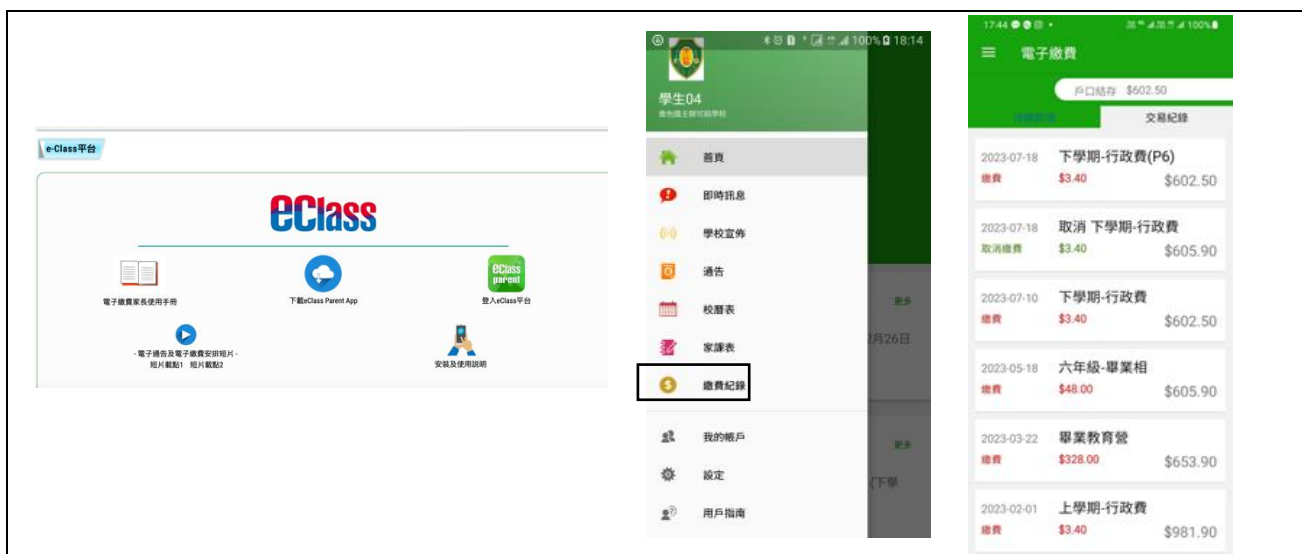 e-Class平台
eClass
電子繳費家長使用手冊
下載eClass Parent App
eClass
parent
登入eClass平台
- 電子通告及電子繳費安排短片 -
短片載點1 短片載點2
安裝及使用說明
100% 18:14
學生04
首頁
即時訊息
學校宣佈
通告
校曆表
家課表
繳費紀錄
我的帳戶
設定
用戶指南
更多
2月26日
更多
(下學
17:44
100%
電子繳費
戶口結存 $602.50
交易紀錄
2023-07-18 下學期-行政費(P6)
繳費 $3.40 $602.50
2023-07-18 取消 下學期-行政費
取消繳費 $3.40 $605.90
2023-07-10 下學期-行政費
繳費 $3.40 $602.50
2023-05-18 六年級-畢業相
繳費 $48.00 $605.90
2023-03-22 畢業教育營
繳費 $328.00 $653.90
2023-02-01 上學期-行政費
繳費 $3.40 $981.90